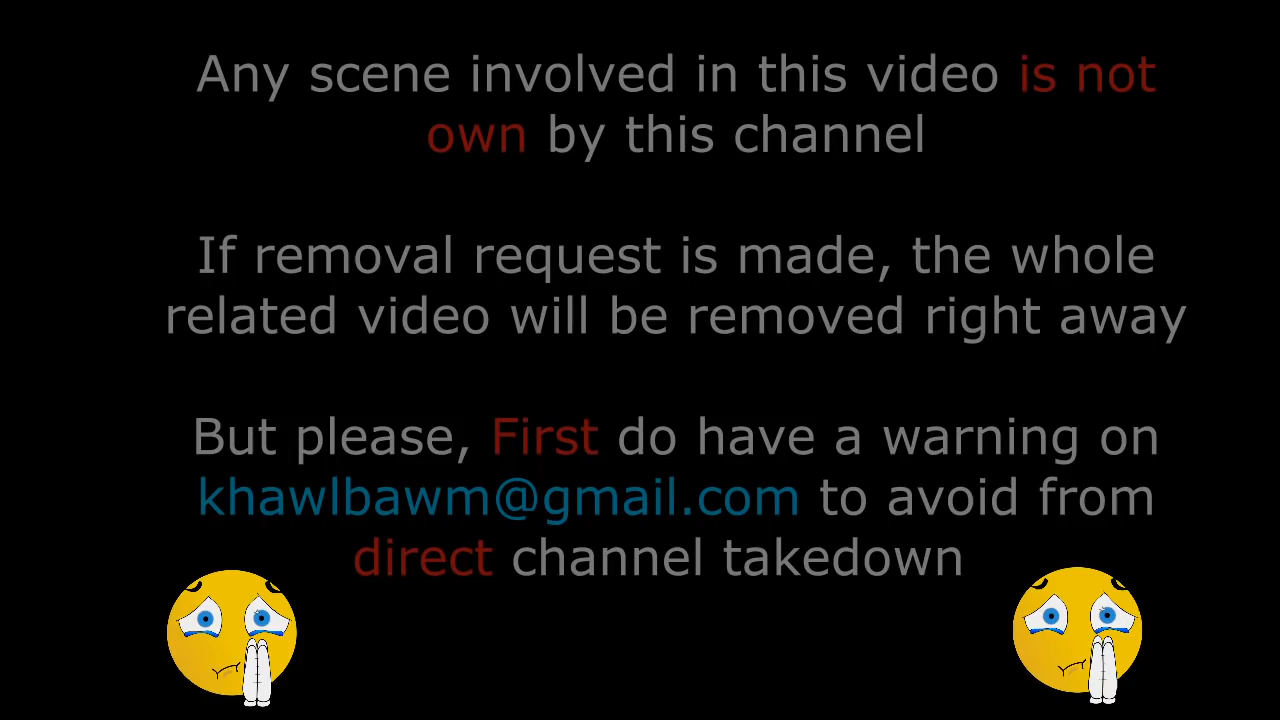 Any scene involved in this video is not
own by this channel
If removal request is made, the whole
related video will be removed right away
But please, First do have a warning on
khawlbawm@gmail.com to avoid from
direct channel takedown